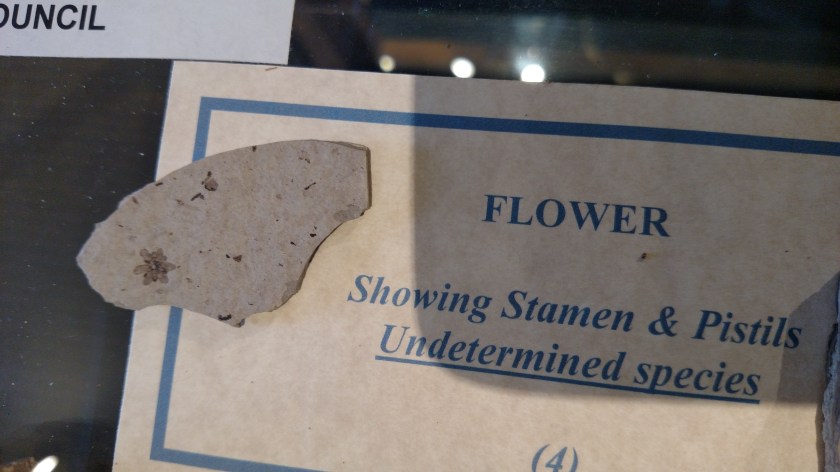 OUNCIL
FLOWER
Showing Stamen & Pistils
Undetermined species
(4)